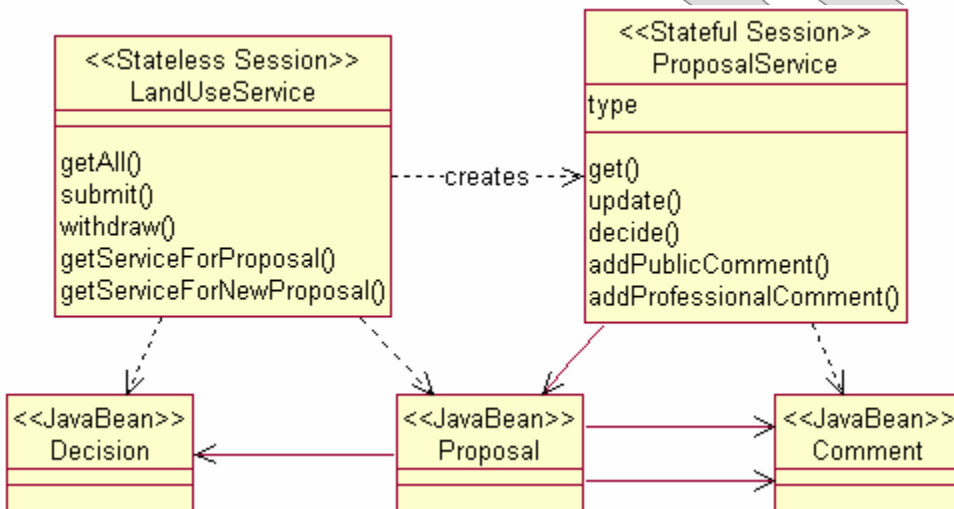 <<Stateless Session>>
LandUseService
getAll()
submit()
withdraw()
getServiceForProposal()
getServiceForNewProposal()
creates
<<Stateful Session>>
ProposalService
type
get()
update()
decide()
addPublicComment()
addProfessionalComment()
<<JavaBean>>
Decision
<<JavaBean>>
Proposal
<<JavaBean>>
Comment